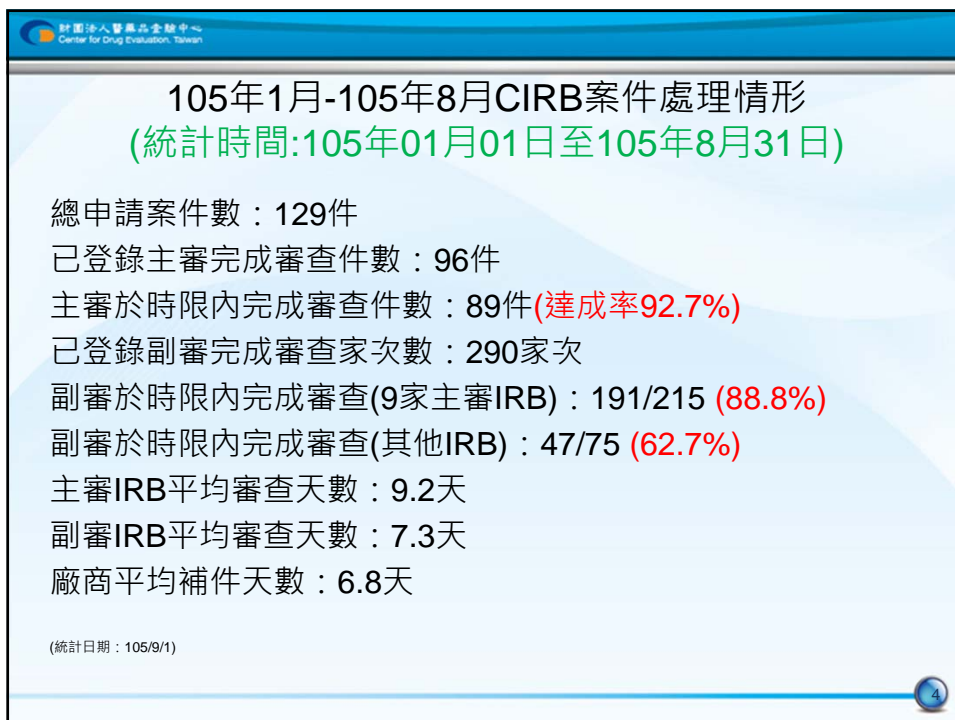 財團法人醫藥品查驗中心
Center for Drug Evaluation, Taiwan
105年1月-105年8月CIRB案件處理情形
(統計時間:105年01月01日至105年8月31日)
總申請案件數：129件
已登錄主審完成審查件數：96件
主審於時限內完成審查件數：89件(達成率92.7%)
已登錄副審完成審查家次數：290家次
副審於時限內完成審查(9家主審IRB)：191/215 (88.8%)
副審於時限內完成審查(其他IRB)：47/75 (62.7%)
主審IRB平均審查天數：9.2天
副審IRB平均審查天數：7.3天
廠商平均補件天數：6.8天
(統計日期：105/9/1)
4